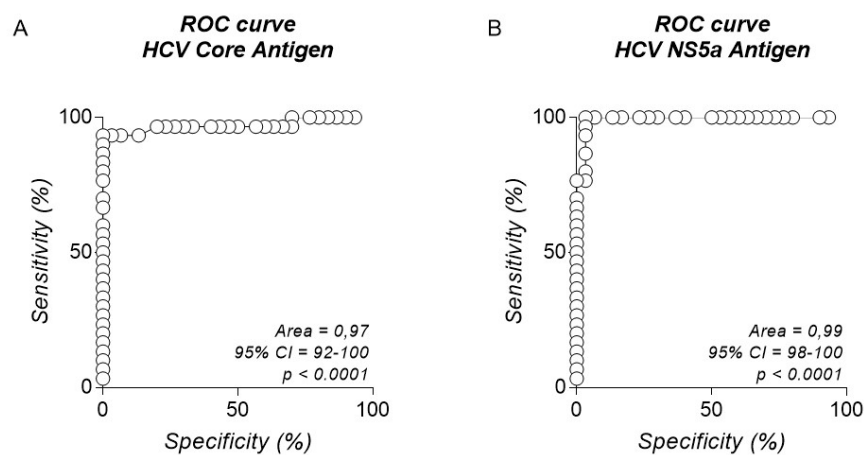 A
ROC curve
HCV Core Antigen
100
50
0
Sensitivity (%)
Area = 0,97
95% CI = 92-100
p < 0.0001
0
50
100
Specificity (%)
B
ROC curve
HCV NS5a Antigen
100
50
0
Sensitivity (%)
Area = 0,99
95% CI = 98-100
p < 0.0001
0
50
100
Specificity (%)